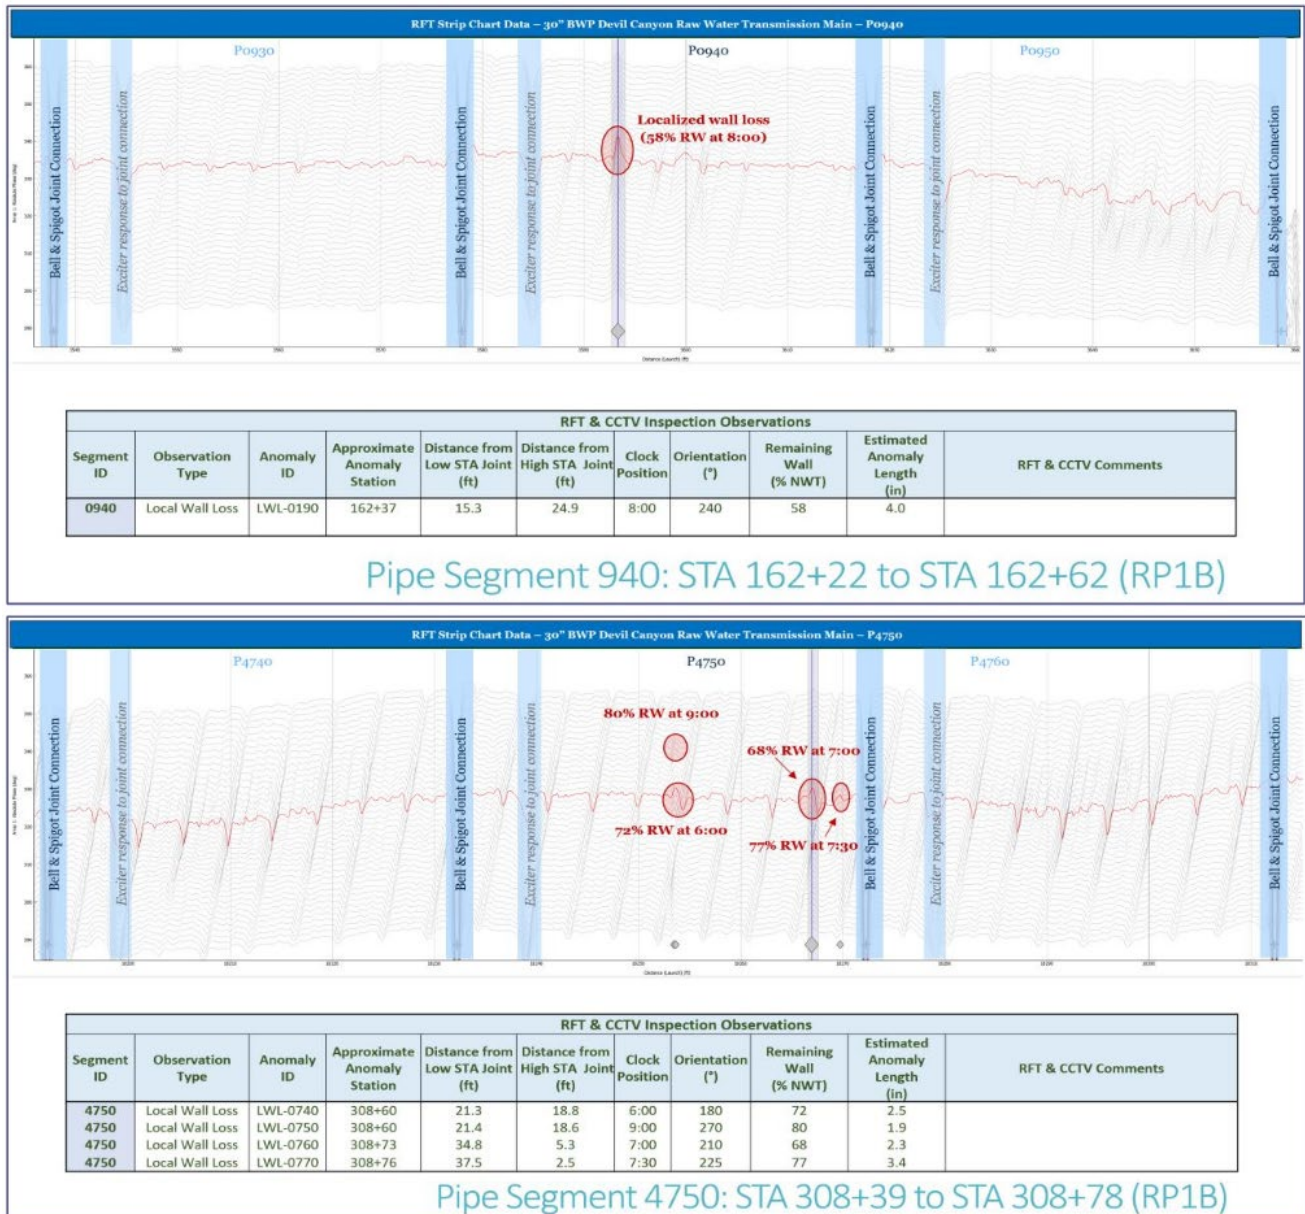 RFT Strip Chart Data – 30” BWP Devil Canyon Raw Water Transmission Main – P0940
P0930
P0940
P0950
Bell & Spigot Joint Connection
Exciter response to joint connection
Bell & Spigot Joint Connection
Exciter response to joint connection
Localized wall loss
(58% RW at 8:00)
Bell & Spigot Joint Connection
Exciter response to joint connection
Bell & Spigot Joint Connection
Distance (Launch) (ft)
RFT & CCTV Inspection Observations
Segment ID Observation Type Anomaly ID Approximate Anomaly Station Distance from Low STA Joint (ft) Distance from High STA Joint (ft) Clock Position Orientation (°) Remaining Wall (% NWT) Estimated Anomaly Length (in) RFT & CCTV Comments
0940 Local Wall Loss LWL-0190 162+37 15.3 24.9 8:00 240 58 4.0
Pipe Segment 940: STA 162+22 to STA 162+62 (RP1B)
RFT Strip Chart Data – 30” BWP Devil Canyon Raw Water Transmission Main – P4750
P4740
P4750
P4760
Bell & Spigot Joint Connection
Exciter response to joint connection
Bell & Spigot Joint Connection
Exciter response to joint connection
80% RW at 9:00
68% RW at 7:00
72% RW at 6:00
77% RW at 7:30
Bell & Spigot Joint Connection
Exciter response to joint connection
Bell & Spigot Joint Connection
Distance (Launch) (ft)
RFT & CCTV Inspection Observations
Segment ID Observation Type Anomaly ID Approximate Anomaly Station Distance from Low STA Joint (ft) Distance from High STA Joint (ft) Clock Position Orientation (°) Remaining Wall (% NWT) Estimated Anomaly Length (in) RFT & CCTV Comments
4750 Local Wall Loss LWL-0740 308+60 21.3 18.8 6:00 180 72 2.5
4750 Local Wall Loss LWL-0750 308+60 21.4 18.6 9:00 270 80 1.9
4750 Local Wall Loss LWL-0760 308+73 34.8 5.3 7:00 210 68 2.3
4750 Local Wall Loss LWL-0770 308+76 37.5 2.5 7:30 225 77 3.4
Pipe Segment 4750: STA 308+39 to STA 308+78 (RP1B)